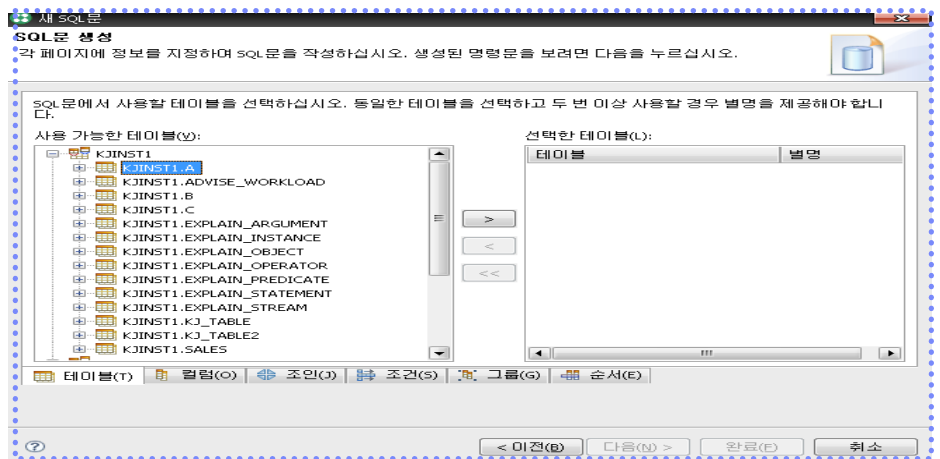 새 SQL문
SQL문 생성
각 페이지에 정보를 지정하여 SQL문을 작성하십시오. 생성된 명령문을 보려면 다음을 누르십시오.
SQL문에서 사용할 테이블을 선택하십시오. 동일한 테이블을 선택하고 두 번 이상 사용할 경우 별명을 제공해야 합니
다.
사용 가능한 테이블(V): 선택한 테이블(L):
KJINST1 테이블 별명
KJINST1.A
KJINST1.ADVISE_WORKLOAD
KJINST1.B
KJINST1.C
KJINST1.EXPLAIN_ARGUMENT
KJINST1.EXPLAIN_INSTANCE
KJINST1.EXPLAIN_OBJECT
KJINST1.EXPLAIN_OPERATOR
KJINST1.EXPLAIN_PREDICATE
KJINST1.EXPLAIN_STATEMENT
KJINST1.EXPLAIN_STREAM
KJINST1.KJ_TABLE
KJINST1.KJ_TABLE2
KJINST1.SALES
>
<
<<
테이블(T) 컬럼(O) 조인(J) 조건(S) 그룹(G) 순서(E)
< 이전(B) 다음(N) > 완료(F) 취소